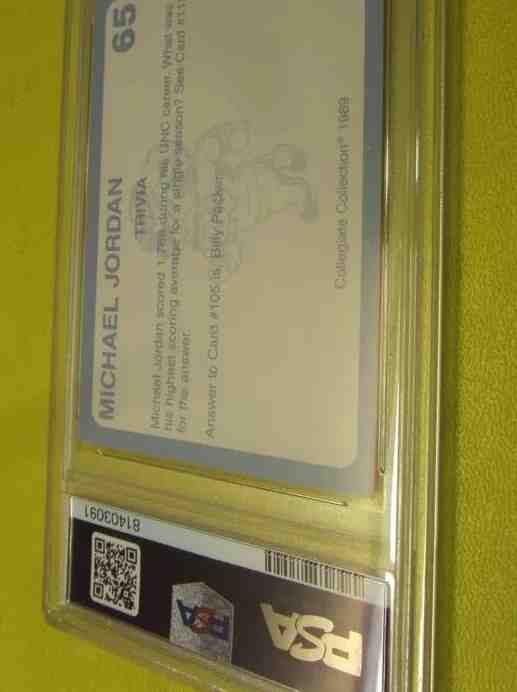 MICHAEL JORDAN 65
TRIVIA
Michael Jordan scored 1,788 during his UNC career. What was
his highest scoring average for a single season? See Card #11
for the answer.
Answer to Card #105 is, Billy Packer
Collegiate Collection® 1989
81403091
PSA
PSA